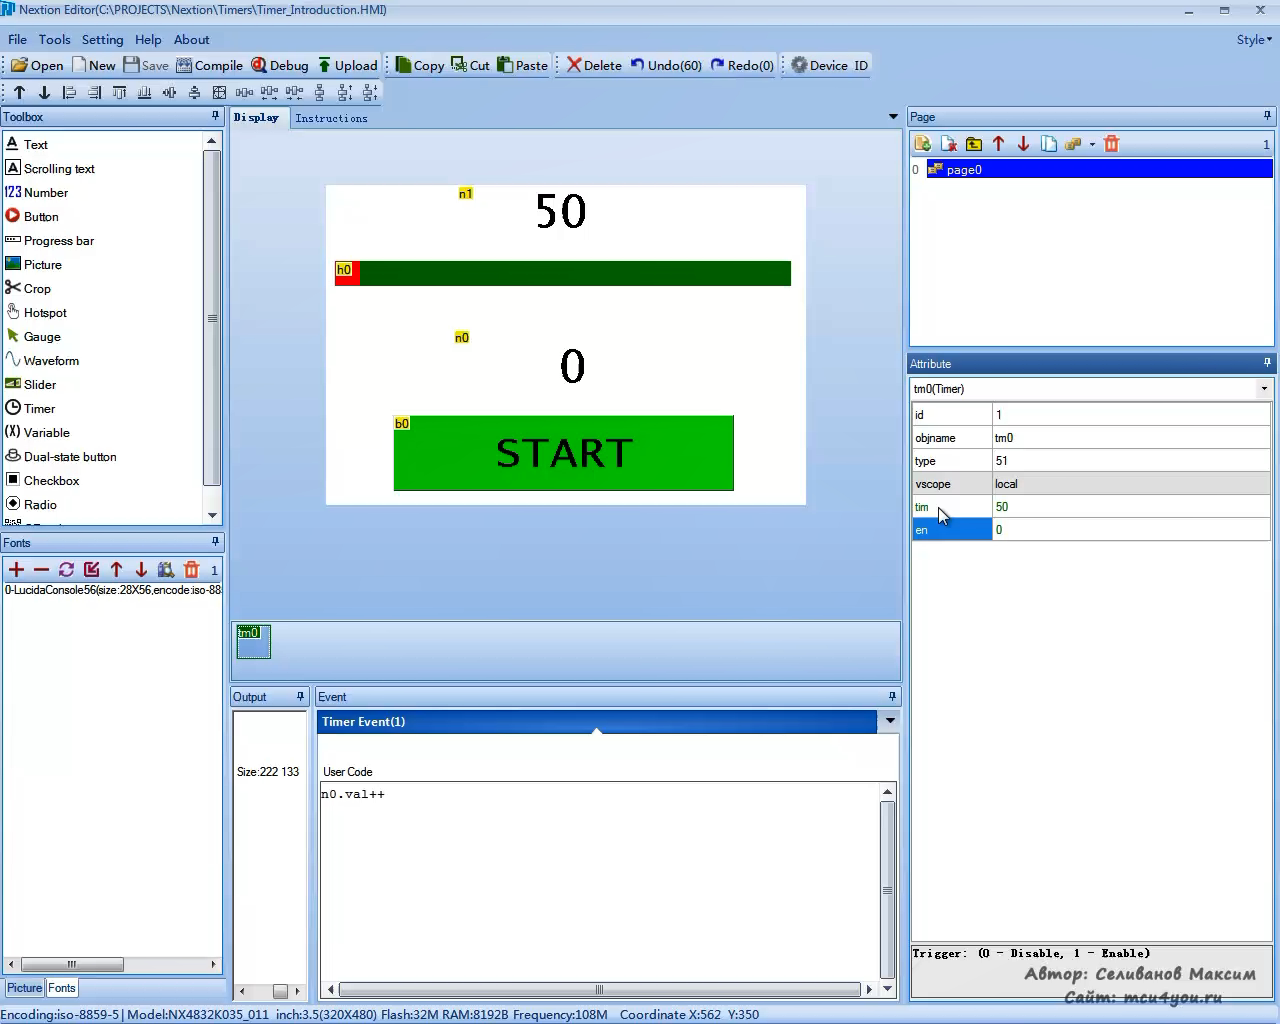 Nextion Editor(C:\PROJECTS\Nextion\Timers\Timer_Introduction.HMI)
File Tools Setting Help About Style
Open New Save Compile Debug Upload Copy Cut Paste Delete Undo(60) Redo(0) Device ID
Toolbox
Text
Scrolling text
123 Number
Button
Progress bar
Picture
Crop
Hotspot
Gauge
Waveform
Slider
Timer
(X) Variable
Dual-state button
Checkbox
Radio
Fonts
1
0-LucidaConsole56(size:28X56,encode:iso-88
Picture Fonts
Display Instructions
n1
50
h0
n0
0
b0
START
tm0
Output
Size:222 133
Event
Timer Event(1)
User Code
n0.val++
Page
1
0 page0
Attribute
tm0(Timer)
id 1
objname tm0
type 51
vscope local
tim 50
en 0
Trigger: (0 - Disable, 1 - Enable)
Автор: Селиванов Максим
Сайт: mcu4you.ru
Encoding:iso-8859-5 Model:NX4832K035_011 inch:3.5(320X480) Flash:32M RAM:8192B Frequency:108M Coordinate X:562 Y:350